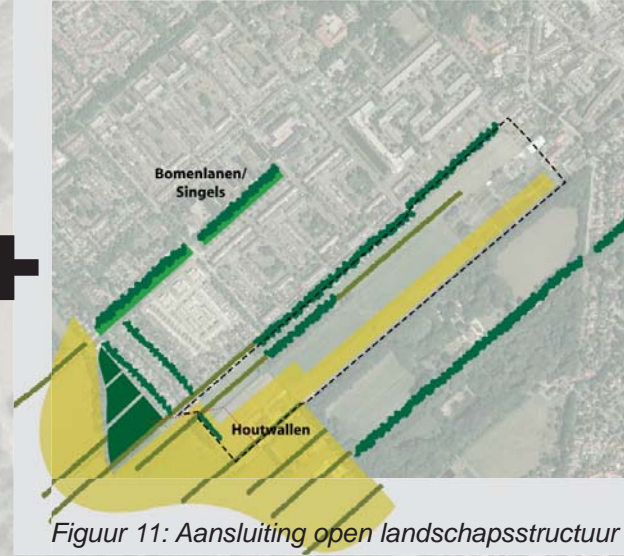 Bomenlanen/
Singels
Houtwallen
Figuur 11: Aansluiting open landschapsstructuur